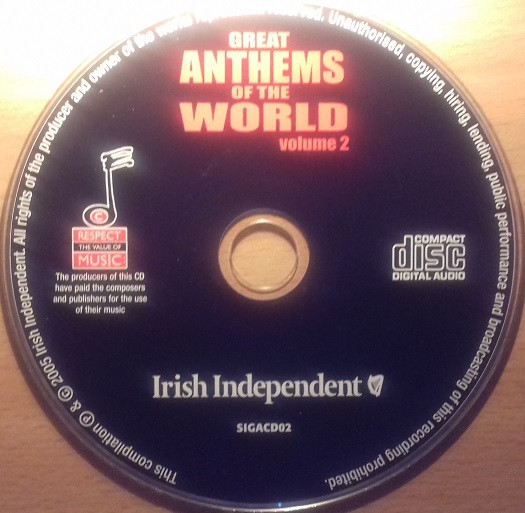 GREAT
ANTHEMS
OF THE
WORLD
volume 2
C
RESPECT
THE VALUE OF
MUSIC
The producers of this CD
have paid the composers
and publishers for the use
of their music
COMPACT
disc
DIGITAL AUDIO
Irish Independent
SIGACD02
This compilation ℗ & © 2005 Irish Independent. All rights of the producer and owner of the world reserved. Unauthorised, copying, hiring, lending, public performance and broadcasting of this recording prohibited.